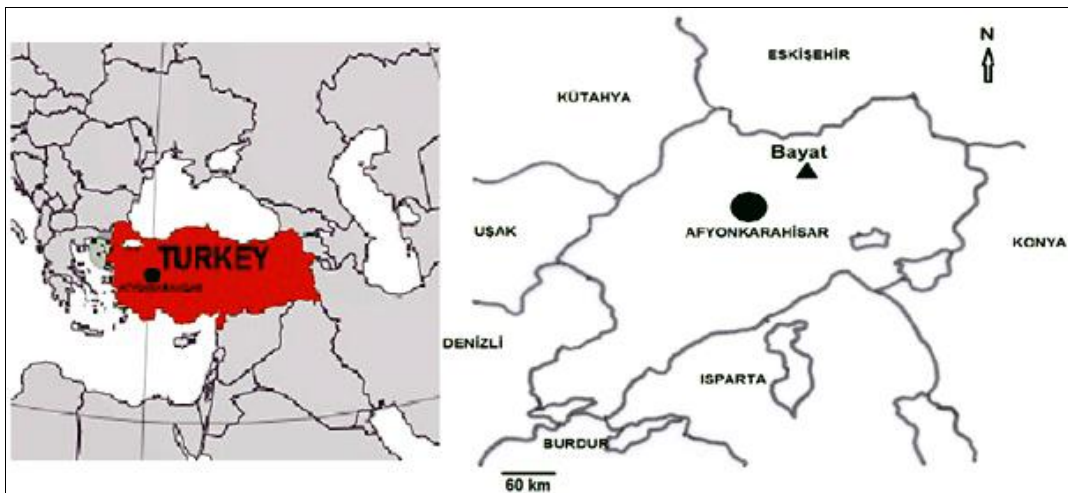 TURKEY
N
ESKİŞEHİR
KÜTAHYA
Bayat
UŞAK
AFYONKARAHİSAR
KONYA
DENİZLİ
ISPARTA
BURDUR
60 km